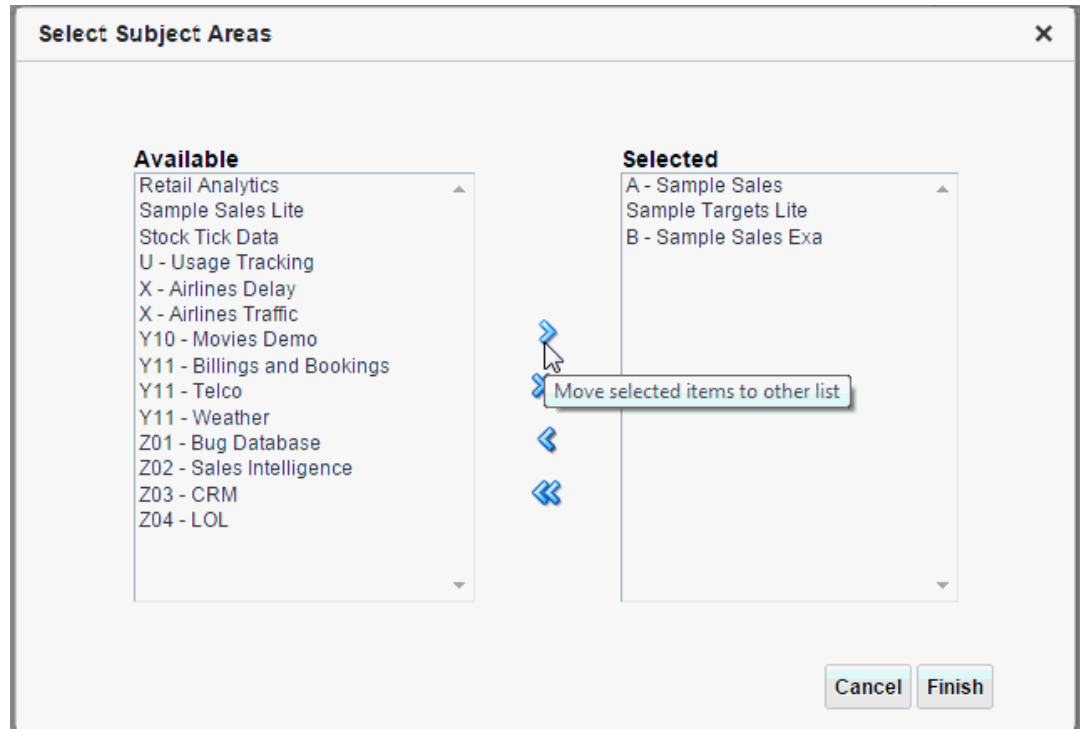 Select Subject Areas
Available
Retail Analytics
Sample Sales Lite
Stock Tick Data
U - Usage Tracking
X - Airlines Delay
X - Airlines Traffic
Y10 - Movies Demo
Y11 - Billings and Bookings
Y11 - Telco
Y11 - Weather
Z01 - Bug Database
Z02 - Sales Intelligence
Z03 - CRM
Z04 - LOL
Move selected items to other list
Selected
A - Sample Sales
Sample Targets Lite
B - Sample Sales Exa
Cancel
Finish